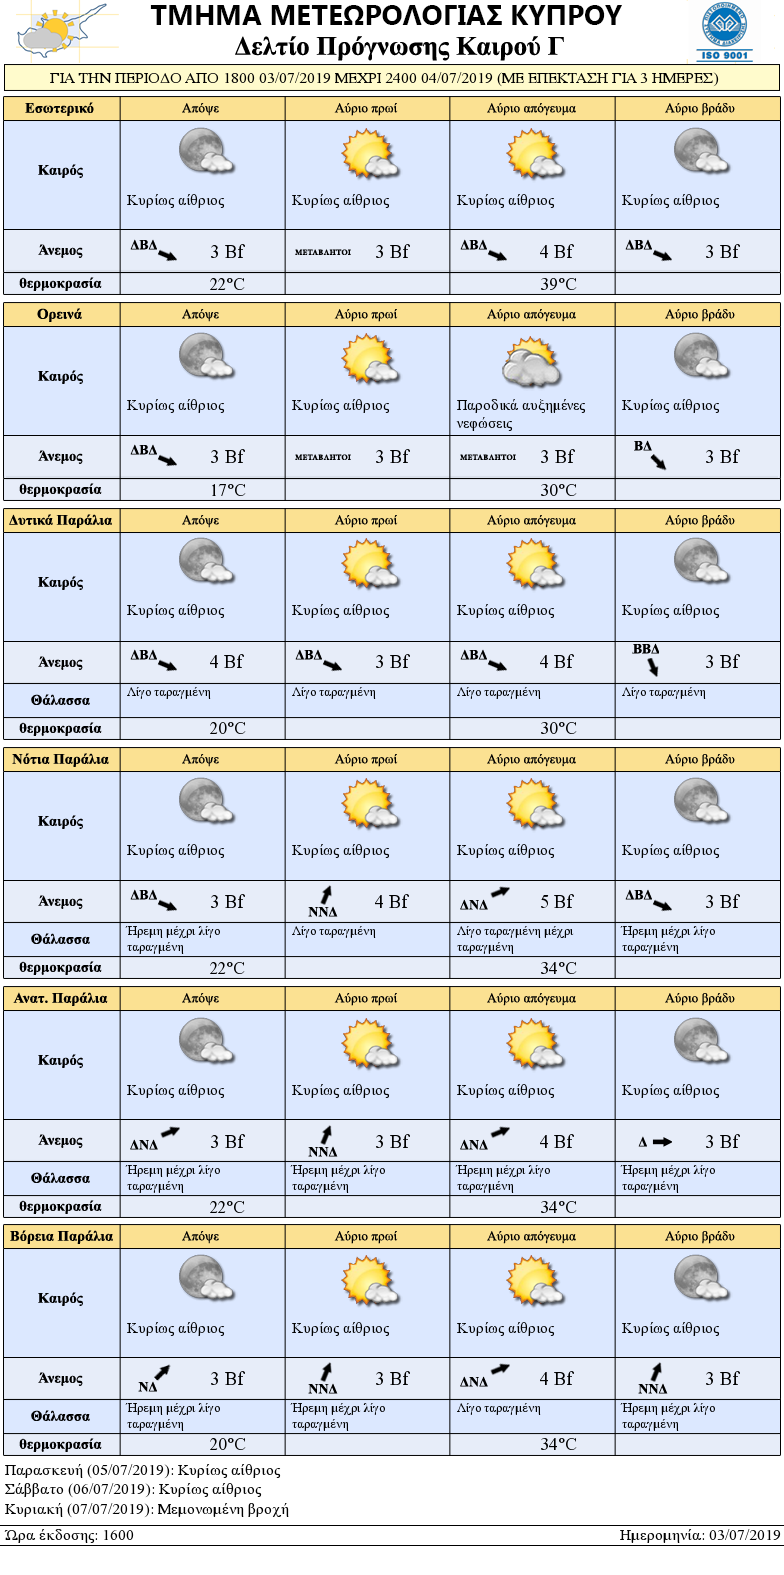 ΤΜΗΜΑ ΜΕΤΕΩΡΟΛΟΓΙΑΣ ΚΥΠΡΟΥ
Δελτίο Πρόγνωσης Καιρού Γ
ISO 9001
ΓΙΑ ΤΗΝ ΠΕΡΙΟΔΟ ΑΠΟ 1800 03/07/2019 ΜΕΧΡΙ 2400 04/07/2019 (ΜΕ ΕΠΕΚΤΑΣΗ ΓΙΑ 3 ΗΜΕΡΕΣ)
Εσωτερικό Απόψε Αύριο πρωί Αύριο απόγευμα Αύριο βράδυ
Καιρός Κυρίως αίθριος Κυρίως αίθριος Κυρίως αίθριος Κυρίως αίθριος
Άνεμος ΔΒΔ 3 Bf ΜΕΤΑΒΛΗΤΟΙ 3 Bf ΔΒΔ 4 Bf ΔΒΔ 3 Bf
θερμοκρασία 22°C 39°C
Ορεινά Απόψε Αύριο πρωί Αύριο απόγευμα Αύριο βράδυ
Καιρός Κυρίως αίθριος Κυρίως αίθριος Παροδικά αυξημένες νεφώσεις Κυρίως αίθριος
Άνεμος ΔΒΔ 3 Bf ΜΕΤΑΒΛΗΤΟΙ 3 Bf ΜΕΤΑΒΛΗΤΟΙ 3 Bf ΒΔ 3 Bf
θερμοκρασία 17°C 30°C
Δυτικά Παράλια Απόψε Αύριο πρωί Αύριο απόγευμα Αύριο βράδυ
Καιρός Κυρίως αίθριος Κυρίως αίθριος Κυρίως αίθριος Κυρίως αίθριος
Άνεμος ΔΒΔ 4 Bf ΔΒΔ 3 Bf ΔΒΔ 4 Bf ΒΒΔ 3 Bf
Θάλασσα Λίγο ταραγμένη Λίγο ταραγμένη Λίγο ταραγμένη Λίγο ταραγμένη
θερμοκρασία 20°C 30°C
Νότια Παράλια Απόψε Αύριο πρωί Αύριο απόγευμα Αύριο βράδυ
Καιρός Κυρίως αίθριος Κυρίως αίθριος Κυρίως αίθριος Κυρίως αίθριος
Άνεμος ΔΒΔ 3 Bf ΝΝΔ 4 Bf ΔΝΔ 5 Bf ΔΒΔ 3 Bf
Θάλασσα Ήρεμη μέχρι λίγο ταραγμένη Λίγο ταραγμένη Λίγο ταραγμένη μέχρι ταραγμένη Ήρεμη μέχρι λίγο ταραγμένη
θερμοκρασία 22°C 34°C
Ανατ. Παράλια Απόψε Αύριο πρωί Αύριο απόγευμα Αύριο βράδυ
Καιρός Κυρίως αίθριος Κυρίως αίθριος Κυρίως αίθριος Κυρίως αίθριος
Άνεμος ΔΝΔ 3 Bf ΝΝΔ 3 Bf ΔΝΔ 4 Bf Δ 3 Bf
Θάλασσα Ήρεμη μέχρι λίγο ταραγμένη Ήρεμη μέχρι λίγο ταραγμένη Ήρεμη μέχρι λίγο ταραγμένη Ήρεμη μέχρι λίγο ταραγμένη
θερμοκρασία 22°C 34°C
Βόρεια Παράλια Απόψε Αύριο πρωί Αύριο απόγευμα Αύριο βράδυ
Καιρός Κυρίως αίθριος Κυρίως αίθριος Κυρίως αίθριος Κυρίως αίθριος
Άνεμος ΝΔ 3 Bf ΝΝΔ 3 Bf ΔΝΔ 4 Bf ΝΝΔ 3 Bf
Θάλασσα Ήρεμη μέχρι λίγο ταραγμένη Ήρεμη μέχρι λίγο ταραγμένη Λίγο ταραγμένη Ήρεμη μέχρι λίγο ταραγμένη
θερμοκρασία 20°C 34°C
Παρασκευή (05/07/2019): Κυρίως αίθριος
Σάββατο (06/07/2019): Κυρίως αίθριος
Κυριακή (07/07/2019): Μεμονωμένη βροχή
Ώρα έκδοσης: 1600 Ημερομηνία: 03/07/2019